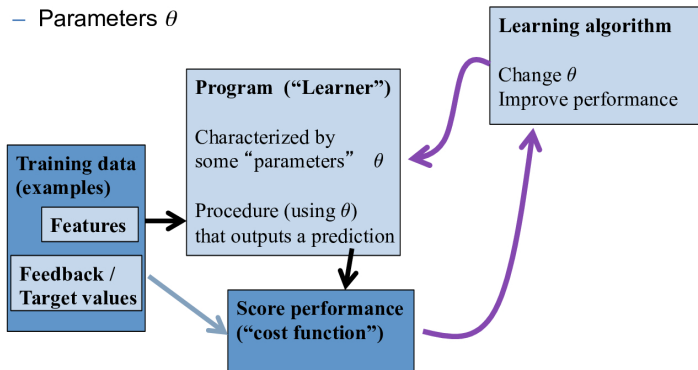 – Parameters θ
Learning algorithm
Change θ
Improve performance
Program (“Learner”)
Characterized by
some “parameters” θ
Procedure (using θ)
that outputs a prediction
Training data
(examples)
Features
Feedback /
Target values
Score performance
(“cost function”)